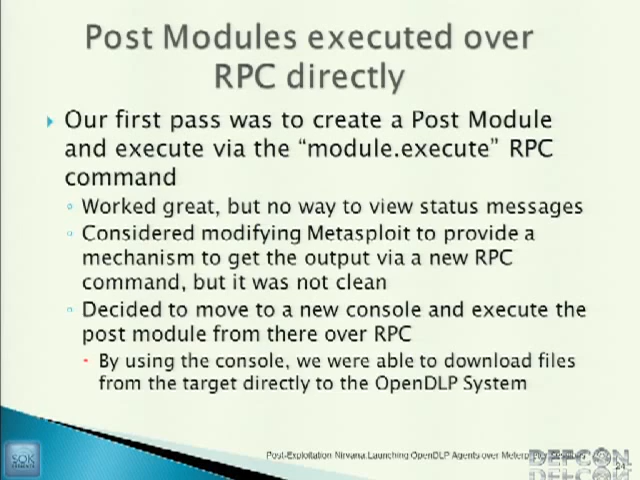 Post Modules executed over
RPC directly
Our first pass was to create a Post Module
and execute via the “module.execute” RPC
command
Worked great, but no way to view status messages
Considered modifying Metasploit to provide a
mechanism to get the output via a new RPC
command, but it was not clean
Decided to move to a new console and execute the
post module from there over RPC
By using the console, we were able to download files
from the target directly to the OpenDLP System
Post-Exploitation Nirvana: Launching OpenDLP Agents over
DEFCON
24
SOK